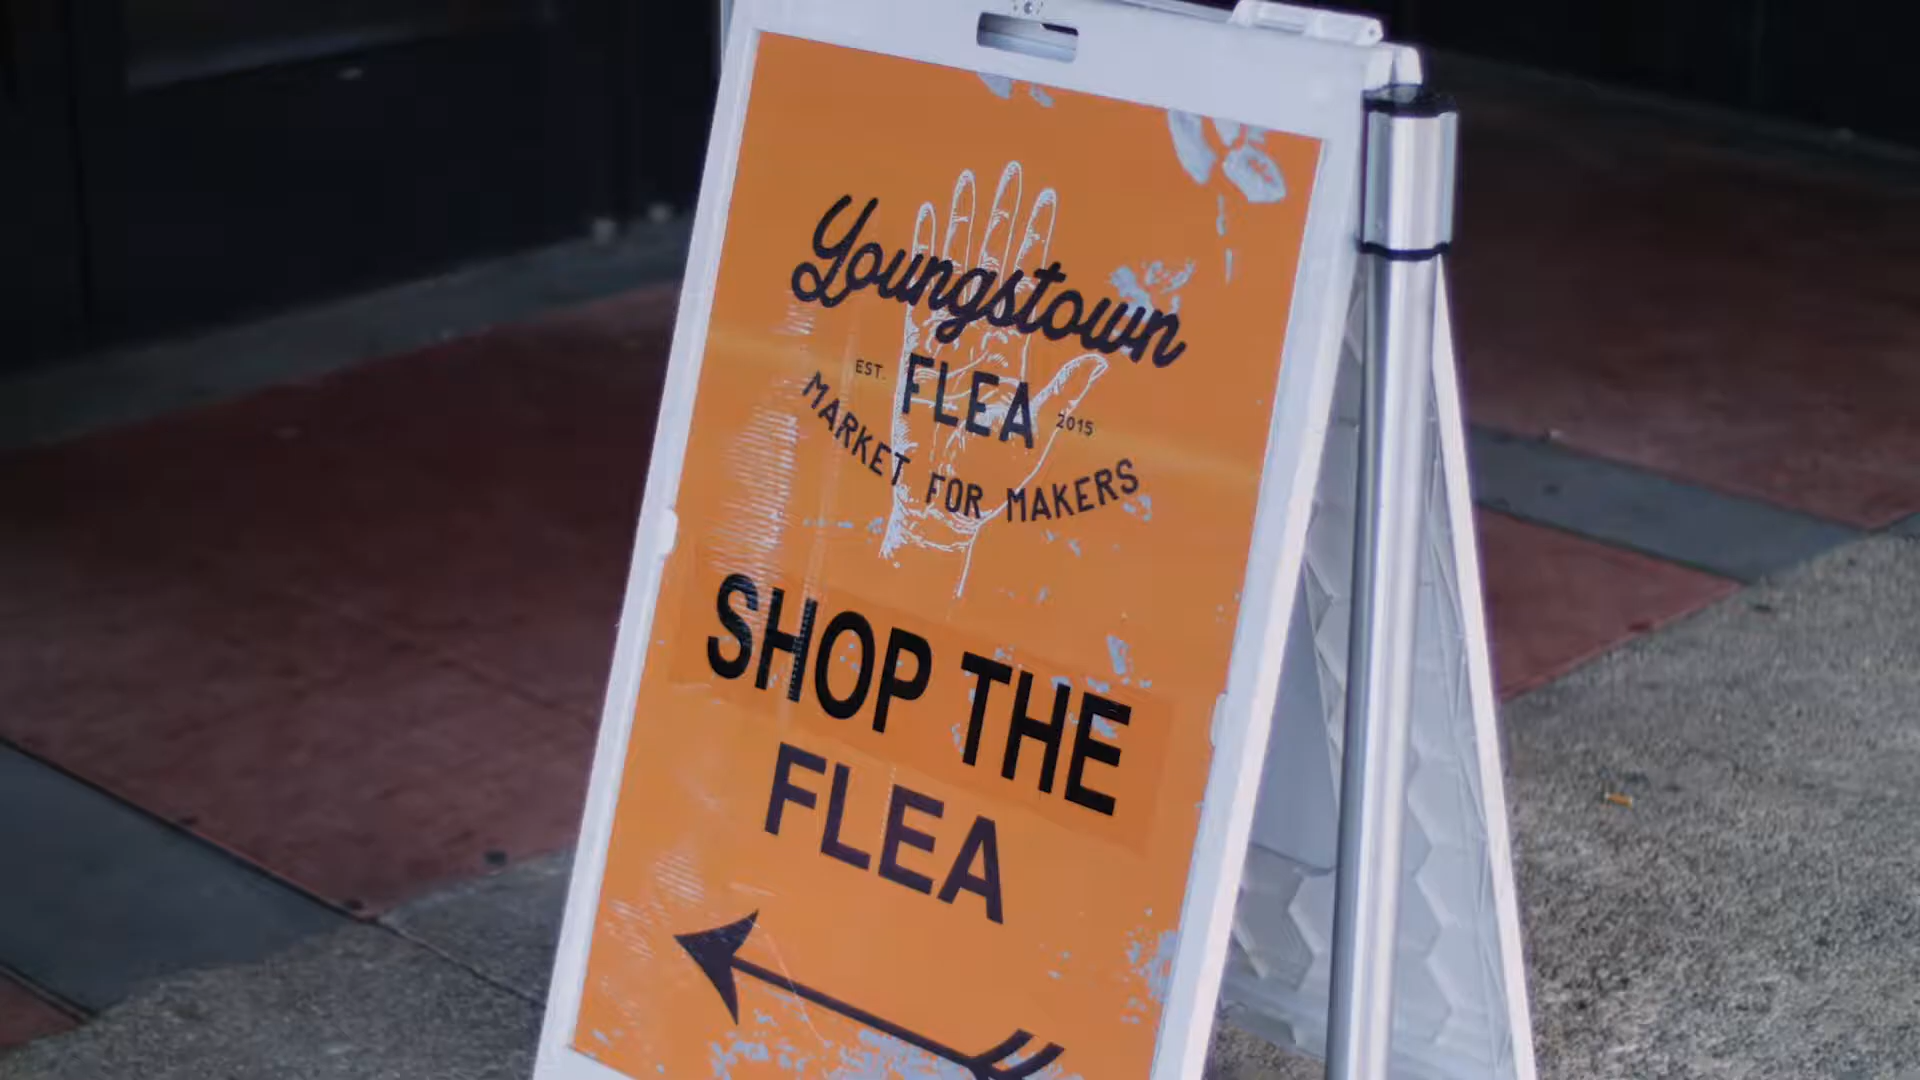 Youngstown
EST. FLEA 2015
MARKET FOR MAKERS
SHOP THE
FLEA